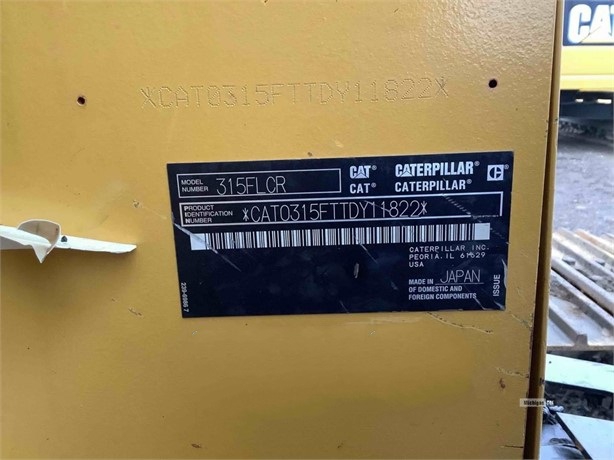 CAT
*CAT0315FTTDY11822*
MODEL NUMBER 315FLCR
CAT® CATERPILLAR®
CAT® CATERPILLAR®
PRODUCT IDENTIFICATION NUMBER *CAT0315FTTDY11822*
CATERPILLAR INC.
PEORIA, IL 61629
USA
MADE IN JAPAN
OF DOMESTIC AND
FOREIGN COMPONENTS
ISSUE